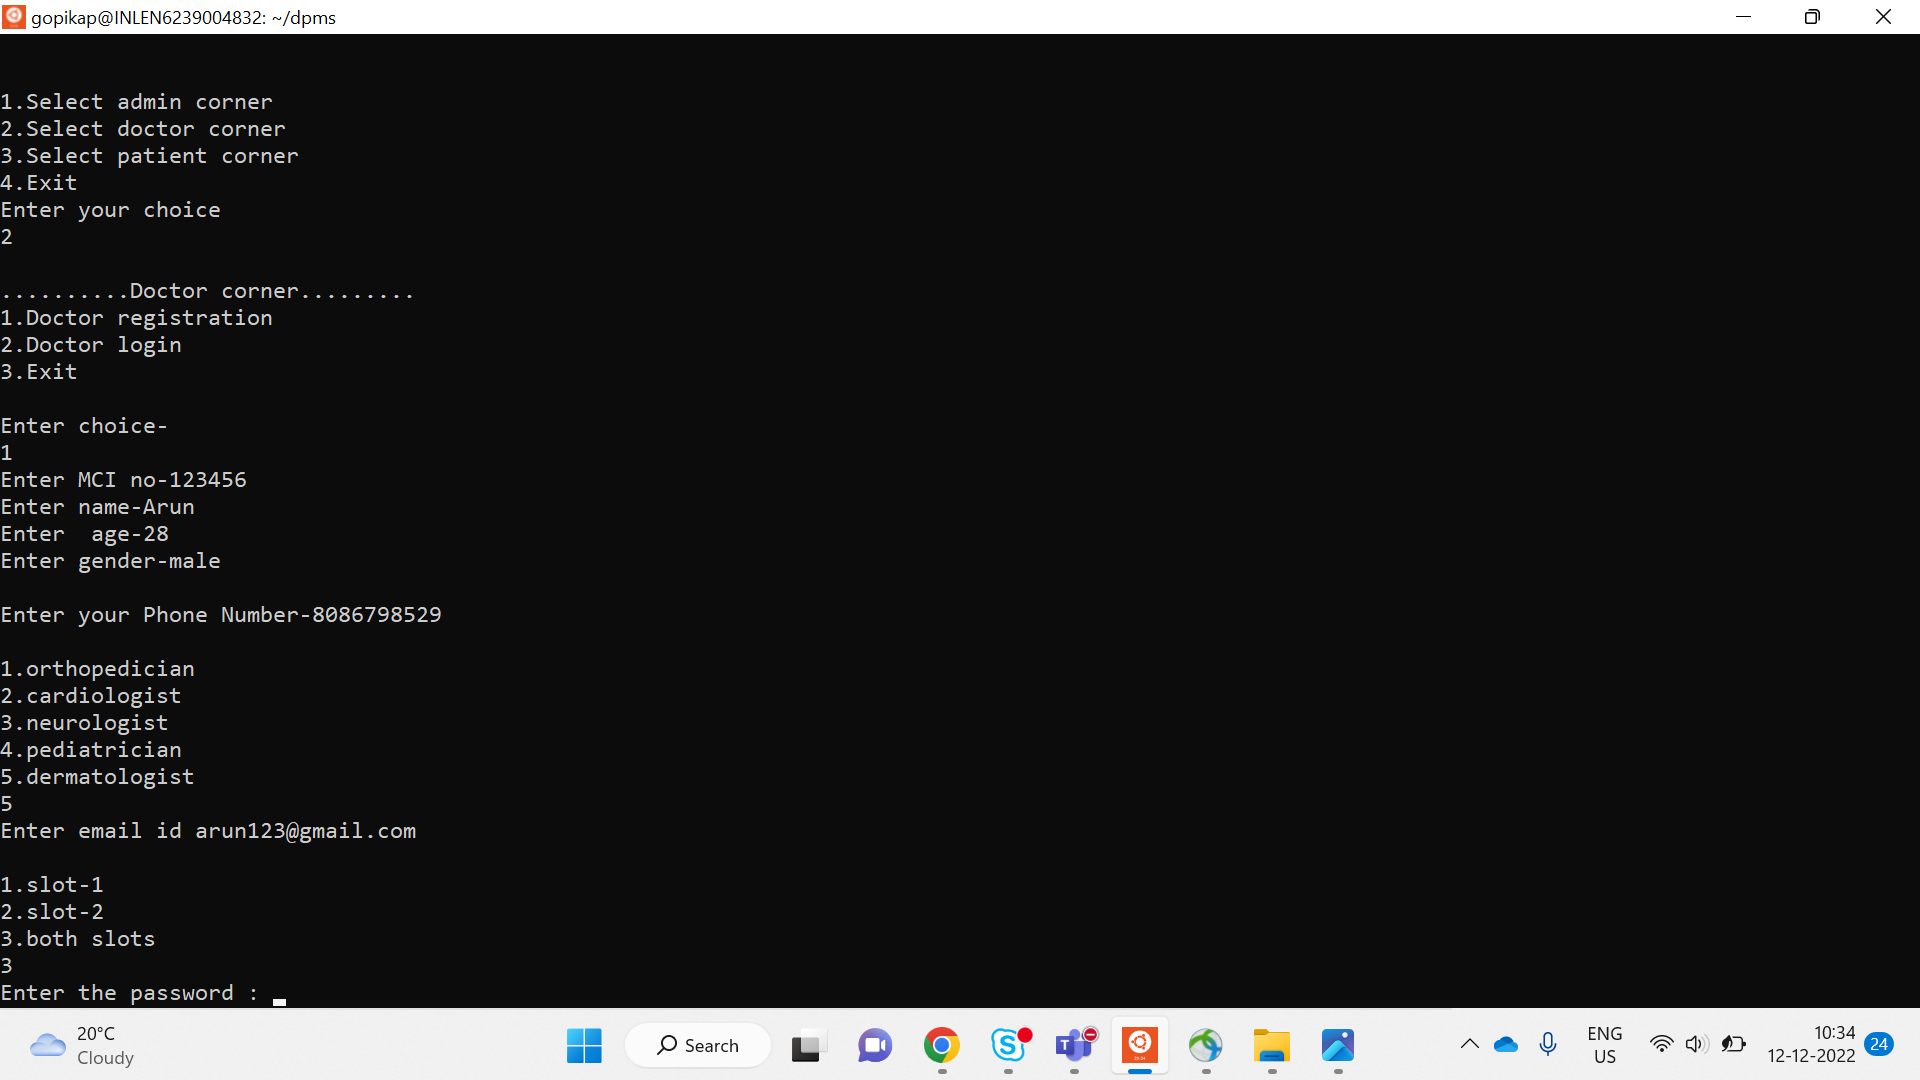 gopikap@INLEN6239004832: ~/dpms
1.Select admin corner
2.Select doctor corner
3.Select patient corner
4.Exit
Enter your choice
2
..........Doctor corner.........
1.Doctor registration
2.Doctor login
3.Exit
Enter choice-
1
Enter MCI no-123456
Enter name-Arun
Enter  age-28
Enter gender-male
Enter your Phone Number-8086798529
1.orthopedician
2.cardiologist
3.neurologist
4.pediatrician
5.dermatologist
5
Enter email id arun123@gmail.com
1.slot-1
2.slot-2
3.both slots
3
Enter the password :
20°C
Cloudy
Search
ENG
US
10:34
12-12-2022
24